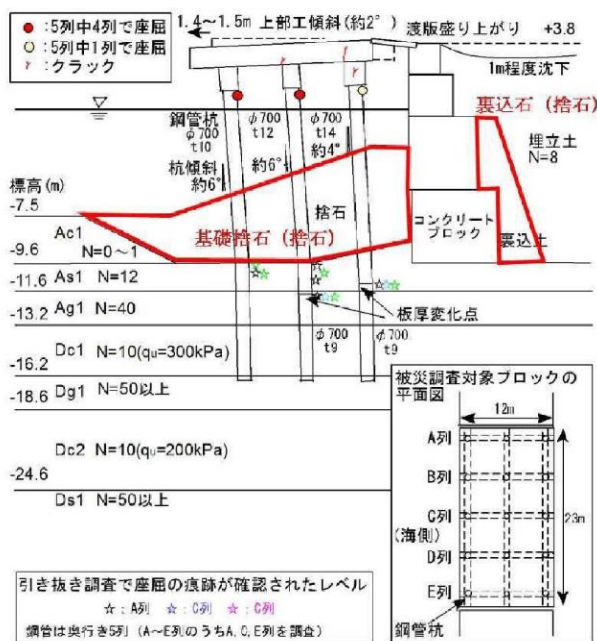 ●:5列中4列で座屈
○:5列中1列で座屈
r:クラック
1.4~1.5m 上部工傾斜(約2°)
渡版盛り上がり +3.8
1m程度沈下
裏込石(捨石)
埋立土
N=8
鋼管杭
φ700
t10
φ700
t12
φ700
t14
杭傾斜
約6°
約6°
約4°
標高(m)
-7.5
-9.6
-11.6
-13.2
-16.2
-18.6
-24.6
捨石
基礎捨石(捨石)
コンクリート
ブロック
裏込土
Ac1
N=0~1
As1 N=12
Ag1 N=40
Dc1 N=10(qu=300kPa)
Dg1 N=50以上
Dc2 N=10(qu=200kPa)
Ds1 N=50以上
板厚変化点
φ700
t9
φ700
t9
被災調査対象ブロックの
平面図
12m
A列
B列
C列
(海側)
D列
E列
23m
鋼管杭
引き抜き調査で座屈の痕跡が確認されたレベル
☆:A列 ☆:C列 ☆:C列
鋼管は奥行き5列(A~E列のうちA,C,E列を調査)